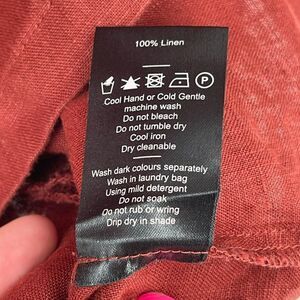 100% Linen
P
Cool Hand or Cold Gentle
machine wash
Do not bleach
Do not tumble dry
Cool iron
Dry cleanable
Wash dark colours separately
Wash in laundry bag
Using mild detergent
Do not soak
Do not rub or wring
Drip dry in shade